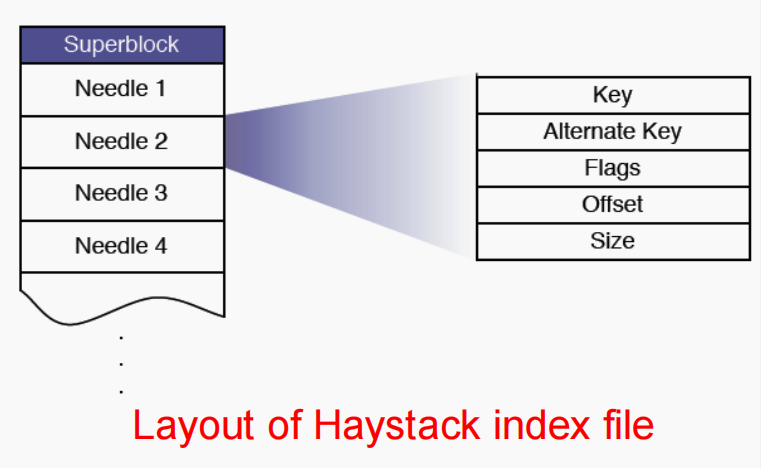 Superblock
Needle 1
Needle 2
Needle 3
Needle 4
Key
Alternate Key
Flags
Offset
Size
Layout of Haystack index file